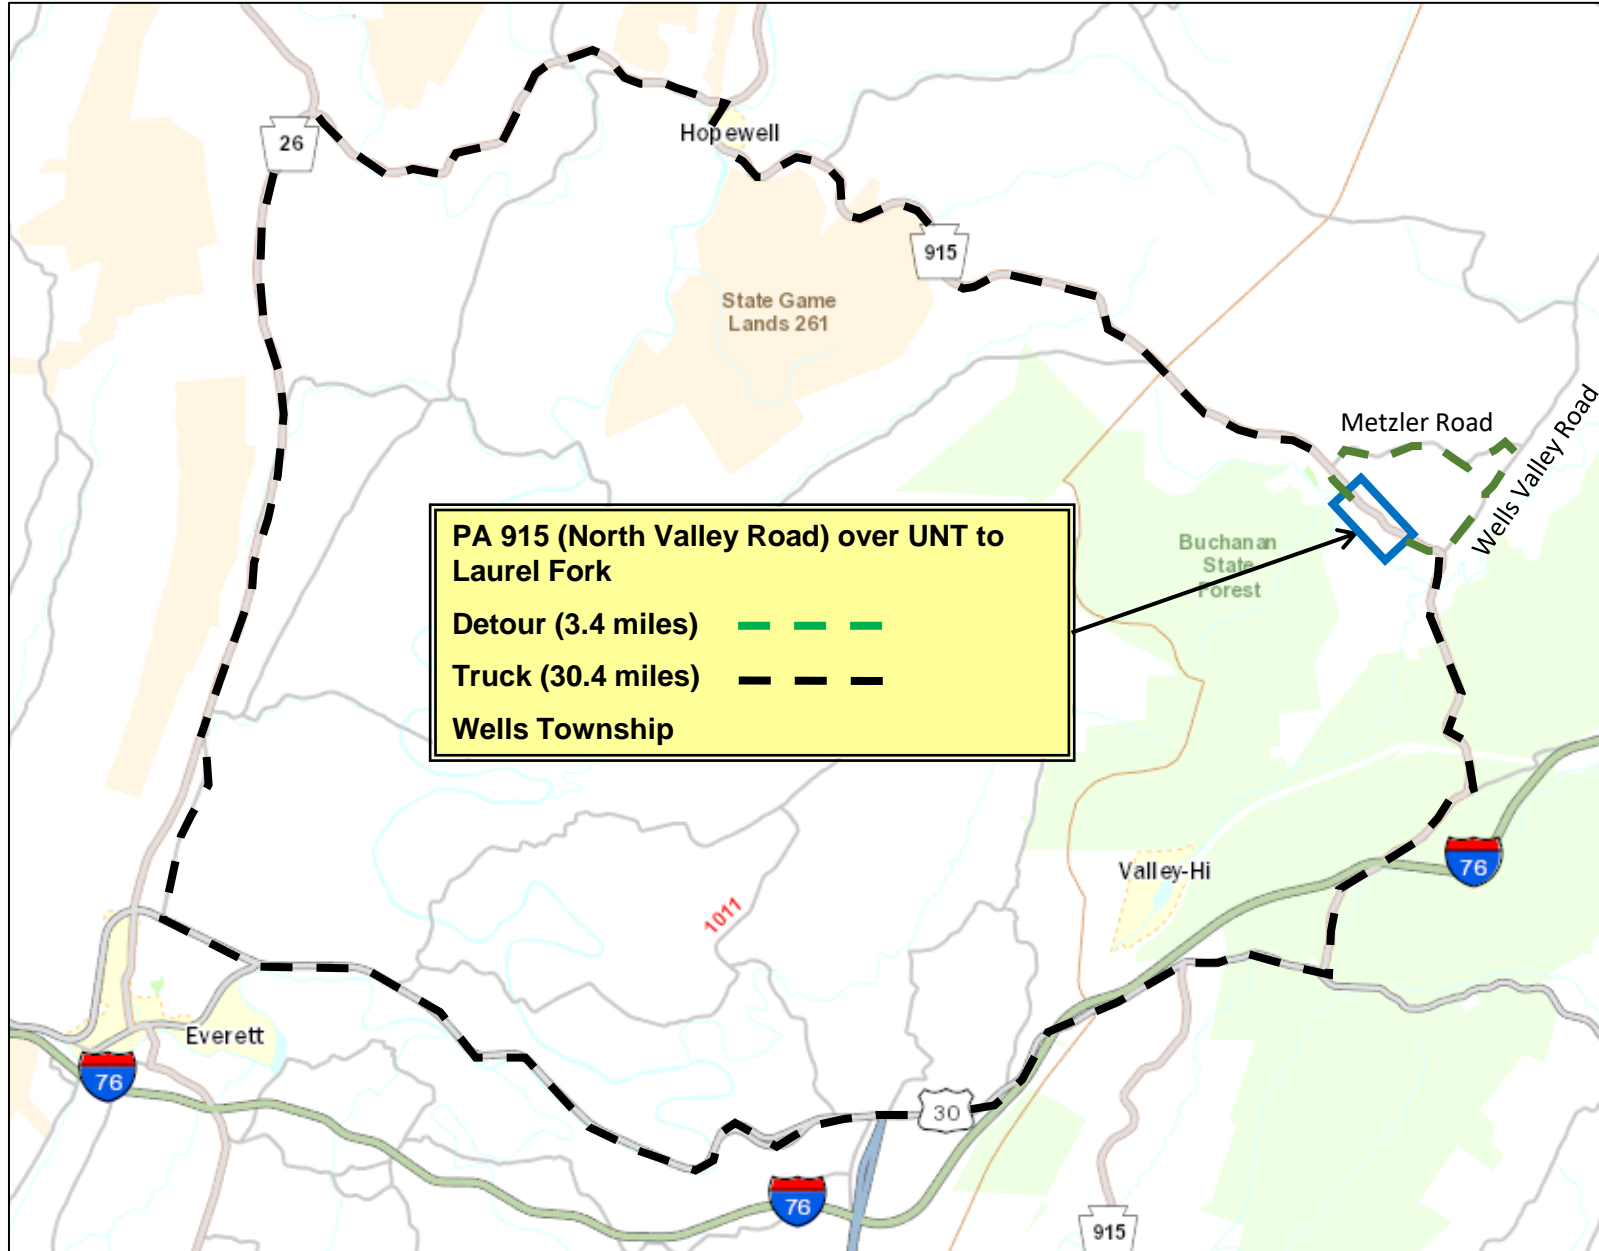 26
Hopewell
915
State Game
Lands 261
Metzler Road
Wells Valley Road
PA 915 (North Valley Road) over UNT to
Laurel Fork
Detour (3.4 miles)
Truck (30.4 miles)
Wells Township
Buchanan
State
Forest
76
Valley-Hi
1011
Everett
76
30
76
915